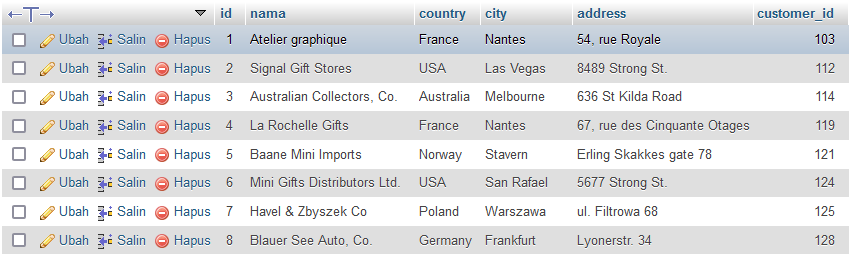 id nama country city address customer_id
Ubah Salin Hapus 1 Atelier graphique France Nantes 54, rue Royale 103
Ubah Salin Hapus 2 Signal Gift Stores USA Las Vegas 8489 Strong St. 112
Ubah Salin Hapus 3 Australian Collectors, Co. Australia Melbourne 636 St Kilda Road 114
Ubah Salin Hapus 4 La Rochelle Gifts France Nantes 67, rue des Cinquante Otages 119
Ubah Salin Hapus 5 Baane Mini Imports Norway Stavern Erling Skakkes gate 78 121
Ubah Salin Hapus 6 Mini Gifts Distributors Ltd. USA San Rafael 5677 Strong St. 124
Ubah Salin Hapus 7 Havel & Zbyszek Co Poland Warszawa ul. Filtrowa 68 125
Ubah Salin Hapus 8 Blauer See Auto, Co. Germany Frankfurt Lyonerstr. 34 128